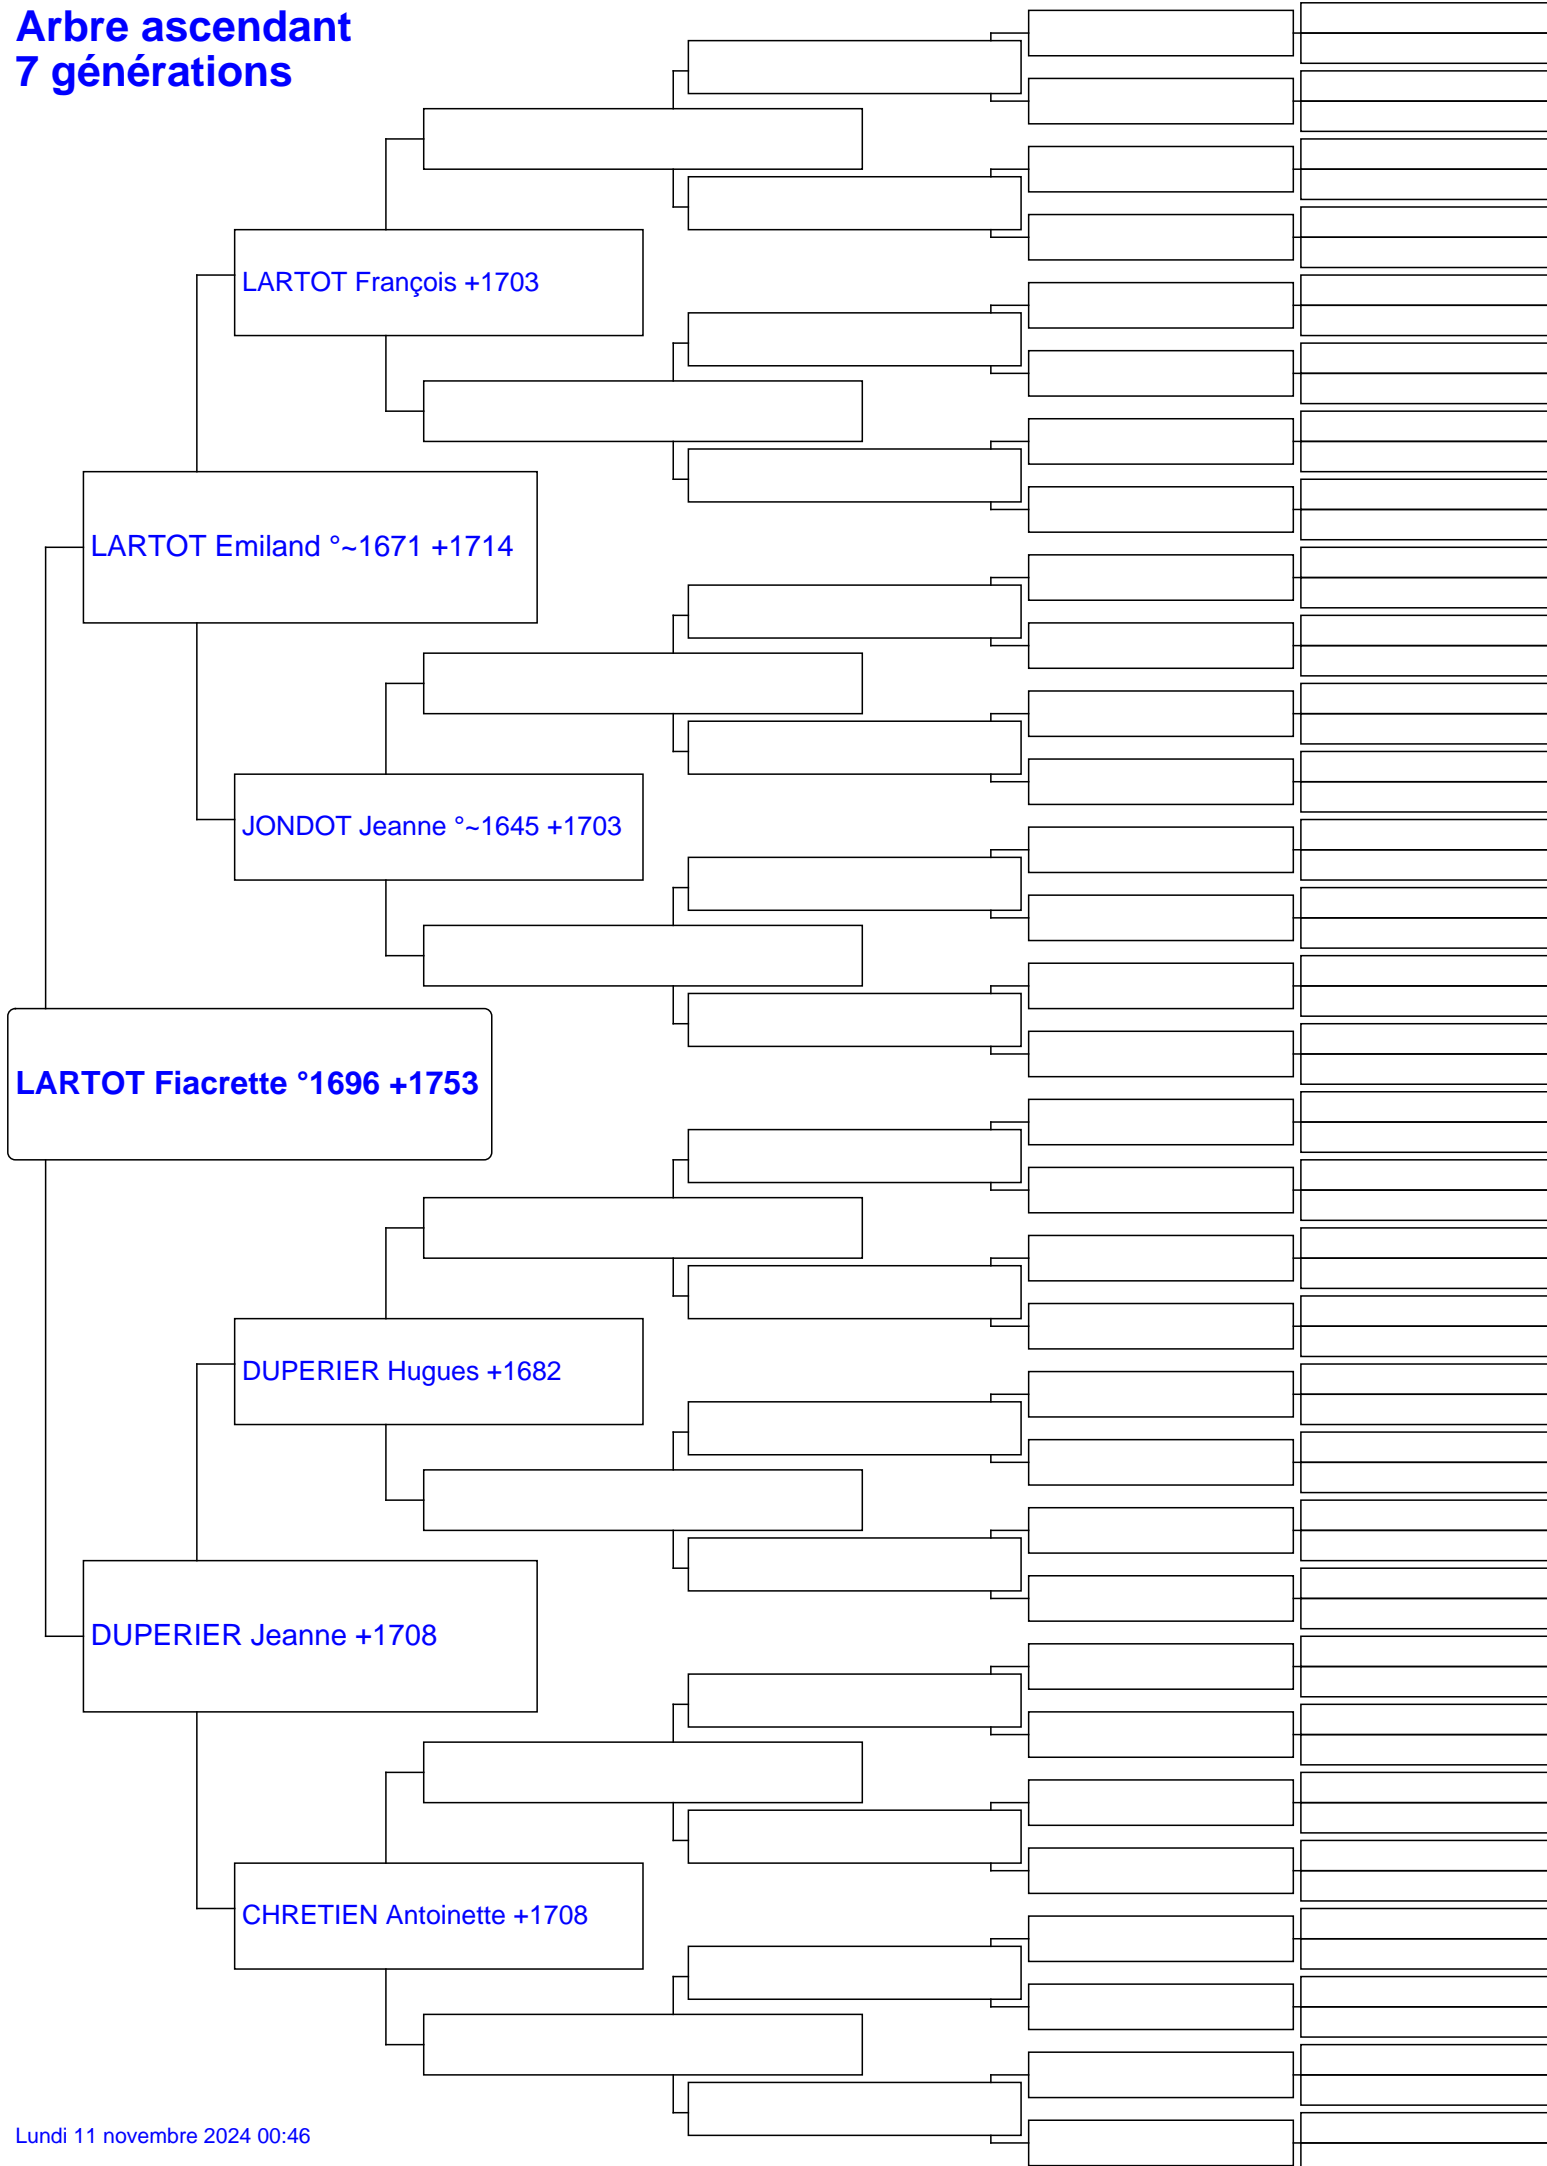 Arbre ascendant
7 générations
LARTOT François +1703
LARTOT Emiland °~1671 +1714
JONDOT Jeanne °~1645 +1703
LARTOT Fiacrette °1696 +1753
DUPERIER Hugues +1682
DUPERIER Jeanne +1708
CHRETIEN Antoinette +1708
Lundi 11 novembre 2024 00:46